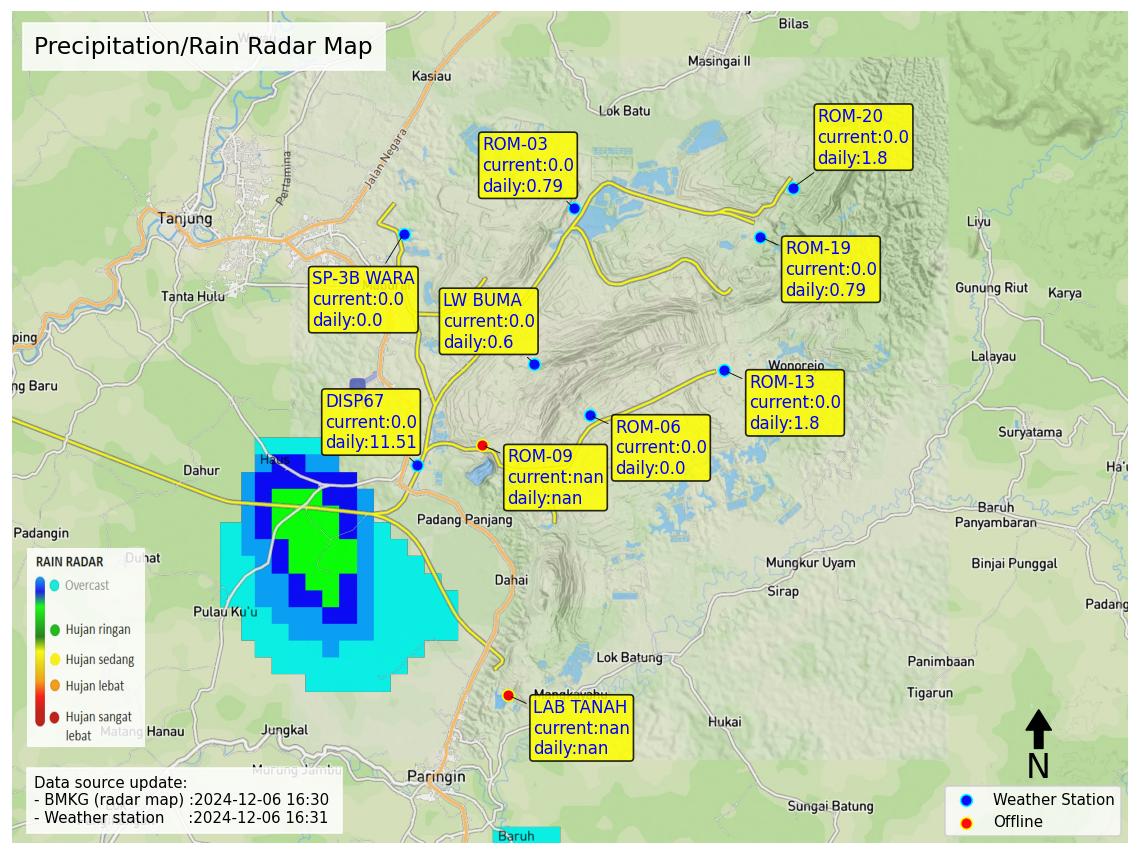 Precipitation/Rain Radar Map
Bilas
Masingai II
Kasiau
Lok Batu
Jalan Negara
Pertamina
Tanjung
Tanta Hulu
ROM-03
current:0.0
daily:0.79
ROM-20
current:0.0
daily:1.8
ROM-19
current:0.0
daily:0.79
SP-3B WARA
current:0.0
daily:0.0
LW BUMA
current:0.0
daily:0.6
Liyu
Gunung Riut
Karya
Lalayau
ping
ng Baru
Wonorejo
ROM-13
current:0.0
daily:1.8
DISP67
current:0.0
daily:11.51
ROM-06
current:0.0
daily:0.0
ROM-09
current:nan
daily:nan
Suryatama
Ha'u
Haus
Dahur
Padang Panjang
Baruh
Panyambaran
Padangin
Duhat
Dahai
Mungkur Uyam
Binjai Punggal
Sirap
Padang
Pulau Ku'u
RAIN RADAR
Overcast
Hujan ringan
Hujan sedang
Hujan lebat
Hujan sangat
lebat
Lok Batung
Panimbaan
Tigarun
Mangkayahu
LAB TANAH
current:nan
daily:nan
Matang Hanau
Jungkal
Hukai
Murung Jambu
Paringin
Sungai Batung
Baruh
Data source update:
- BMKG (radar map) :2024-12-06 16:30
- Weather station :2024-12-06 16:31
N
Weather Station
Offline